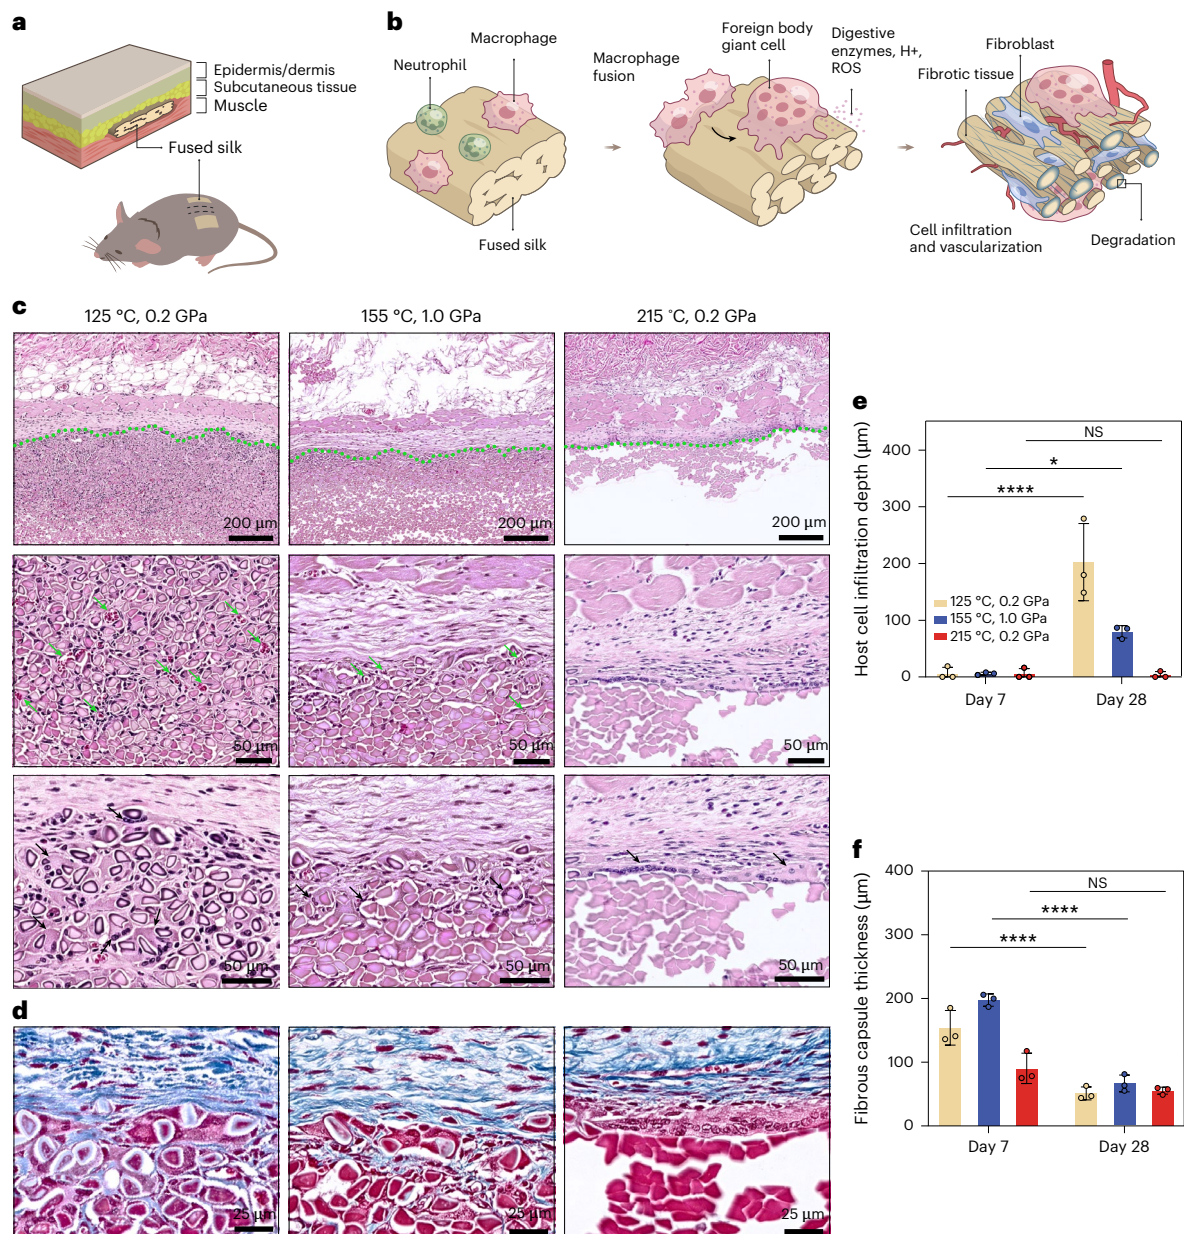 a
Epidermis/dermis
Subcutaneous tissue
Muscle
Fused silk
b
Neutrophil
Macrophage
Fused silk
Macrophage
fusion
Foreign body
giant cell
Digestive
enzymes, H+,
ROS
Fibroblast
Fibrotic tissue
Cell infiltration
and vascularization
Degradation
c
125 °C, 0.2 GPa
155 °C, 1.0 GPa
215 °C, 0.2 GPa
200 µm
200 µm
200 µm
50 µm
50 µm
50 µm
50 µm
50 µm
50 µm
d
25 µm
25 µm
25 µm
e
Host cell infiltration depth (µm)
400
300
200
100
0
NS
*
****
125 °C, 0.2 GPa
155 °C, 1.0 GPa
215 °C, 0.2 GPa
Day 7
Day 28
f
Fibrous capsule thickness (µm)
400
300
200
100
0
NS
****
****
Day 7
Day 28